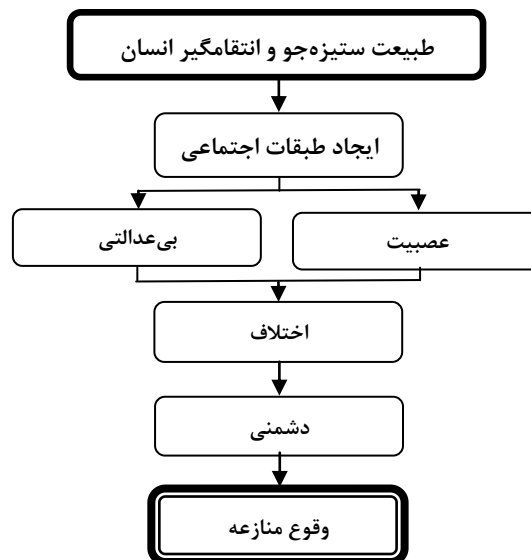 طبیعت ستیزه‌جو و انتقامگیر انسان
ایجاد طبقات اجتماعی
عصبیت
بی‌عدالتی
اختلاف
دشمنی
وقوع منازعه